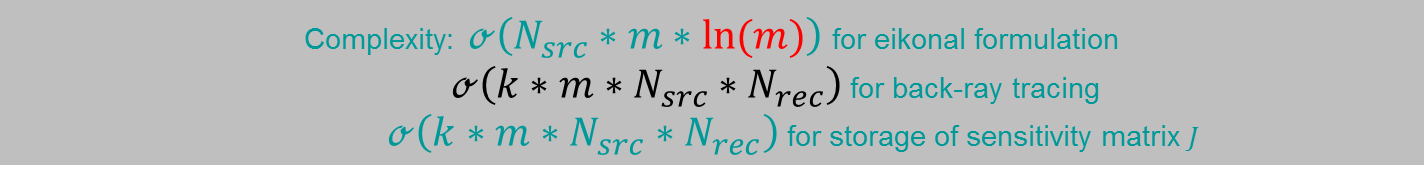 Complexity: ℴ(N_src * m * ln(m)) for eikonal formulation
ℴ(k * m * N_src * N_rec) for back-ray tracing
ℴ(k * m * N_src * N_rec) for storage of sensitivity matrix J